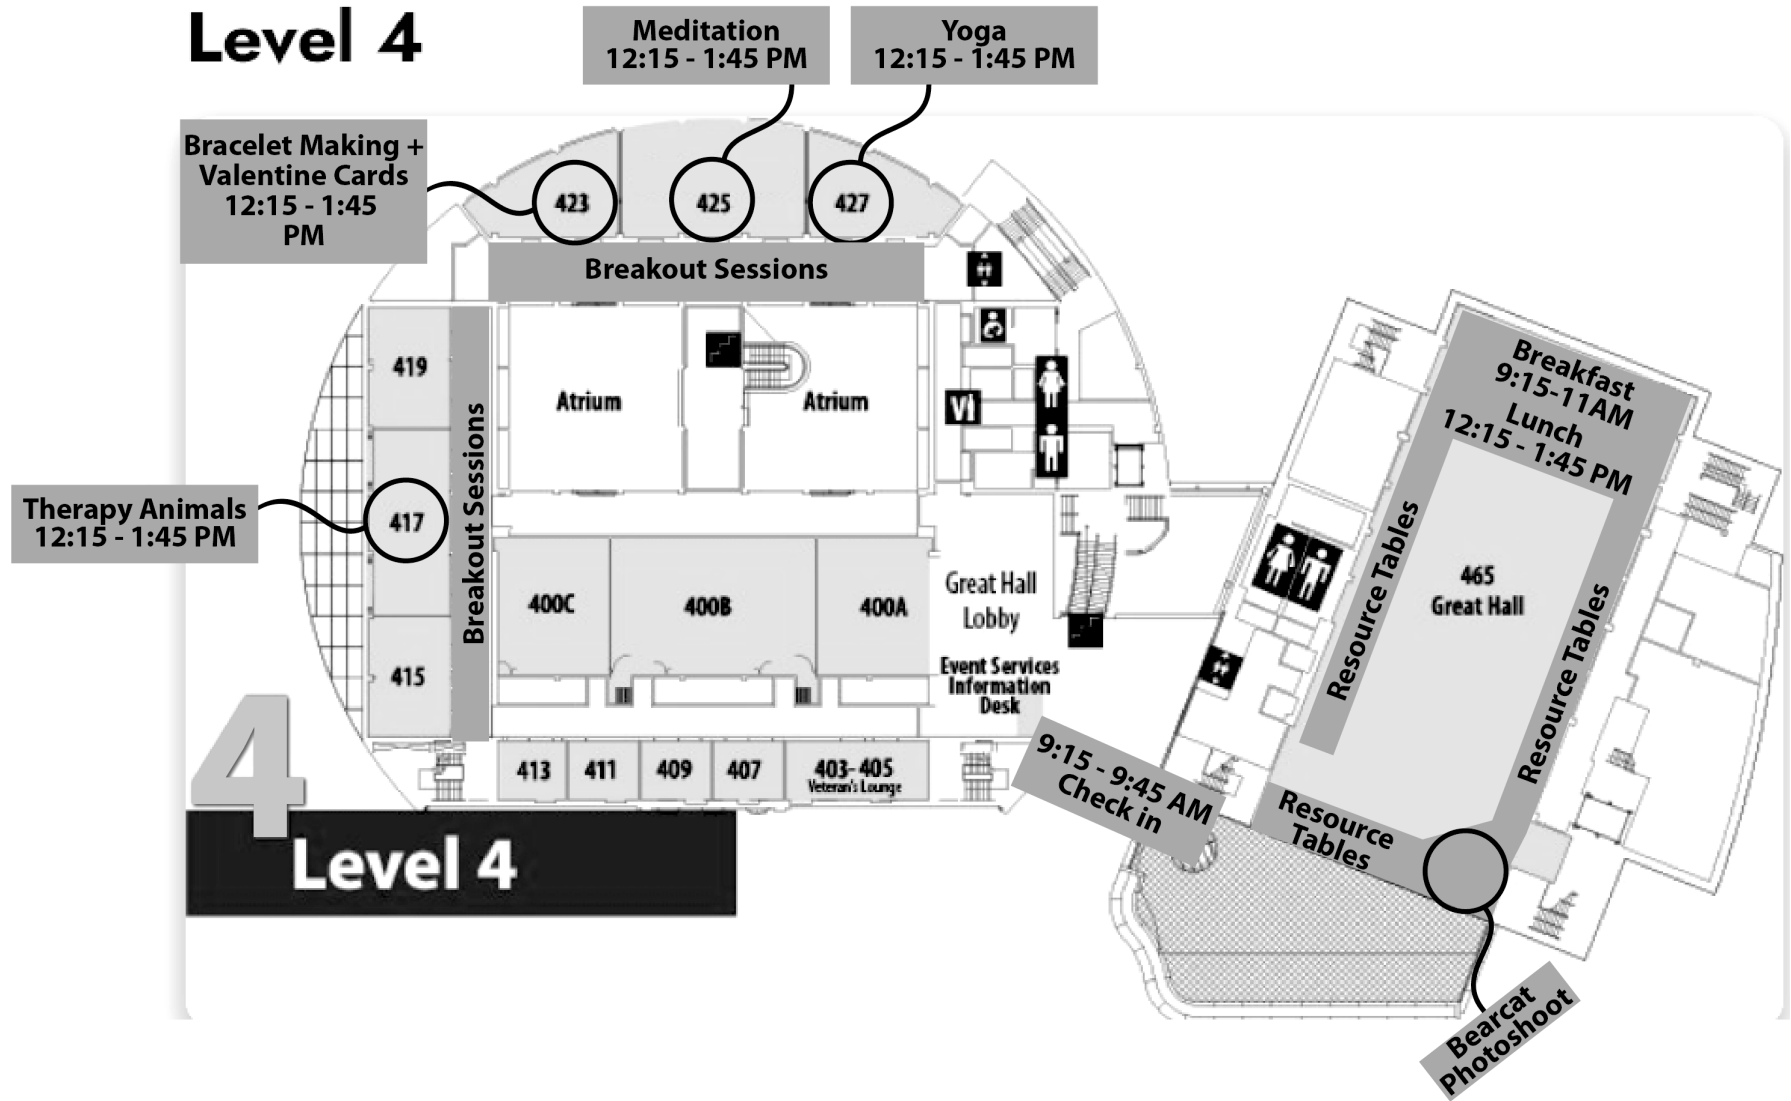 Level 4
Meditation
12:15 - 1:45 PM
Yoga
12:15 - 1:45 PM
Bracelet Making +
Valentine Cards
12:15 - 1:45
PM
423
425
427
Breakout Sessions
419
Atrium
Atrium
Breakout Sessions
Therapy Animals
12:15 - 1:45 PM
417
415
400C
400B
400A
Great Hall
Lobby
Event Services
Information
Desk
413
411
409
407
403-405
Veteran's Lounge
4
Level 4
9:15 - 9:45 AM
Check in
Breakfast
9:15-11AM
Lunch
12:15 - 1:45 PM
Resource Tables
465
Great Hall
Resource Tables
Resource
Tables
Bearcat
Photoshoot